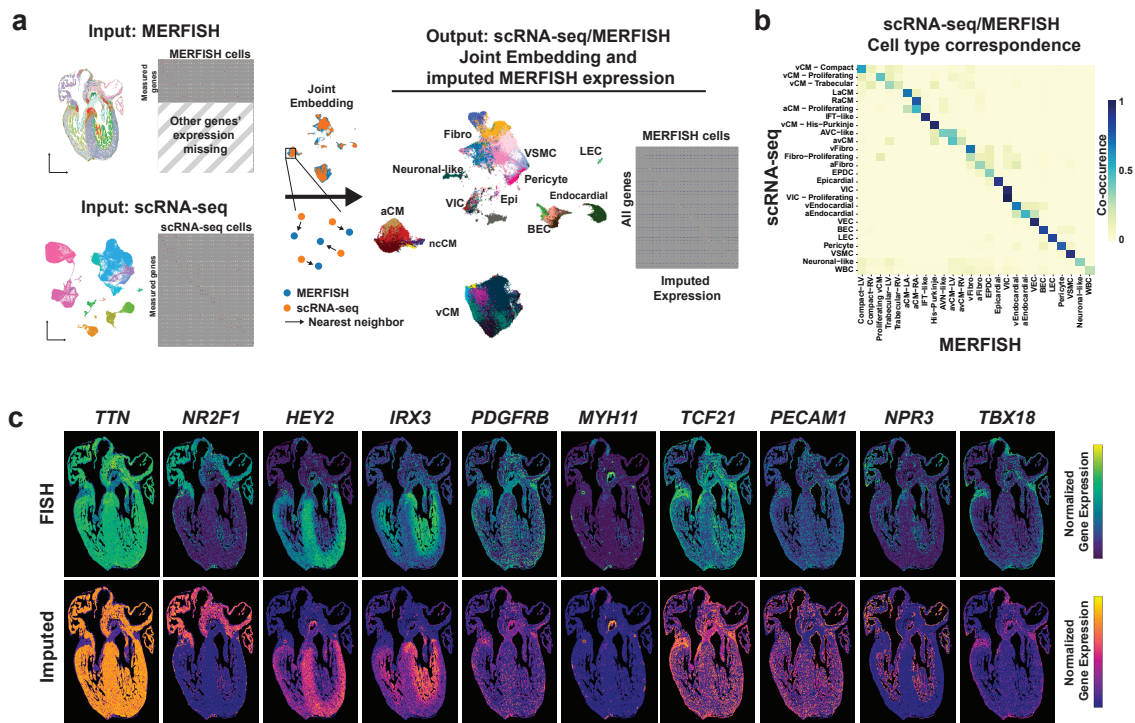 a
Input: MERFISH
MERFISH cells
Measured
genes
Other genes'
expression
missing
Input: scRNA-seq
scRNA-seq cells
Measured genes
Joint
Embedding
MERFISH
scRNA-seq
Nearest neighbor
Output: scRNA-seq/MERFISH
Joint Embedding and
imputed MERFISH expression
Fibro
VSMC
LEC
Neuronal-like
Pericyte
VIC
Epi
Endocardial
BEC
aCM
ncCM
vCM
MERFISH cells
All genes
Imputed
Expression
b
scRNA-seq/MERFISH
Cell type correspondence
scRNA-seq
vCM – Compact
vCM – Proliferating
vCM – Trabecular
LaCM
RaCM
aCM – Proliferating
IFT-like
vCM – His-Purkinje
AVC-like
avCM
vFibro
Fibro-Proliferating
aFibro
EPDC
Epicardial
VIC
VIC – Proliferating
vEndocardial
aEndocardial
VEC
BEC
LEC
Pericyte
VSMC
Neuronal-like
WBC
Compact-LV
Compact-RV
Proliferating vCM
Trabecular-LV
Trabecular-RV
aCM-LA
aCM-RA
IFT-like
His-Purkinje
AVN-like
avCM-LV
avCM-RV
vFibro
aFibro
EPDC
Epicardial
VIC
vEndocardial
aEndocardial
VEC
BEC
LEC
Pericyte
VSMC
Neuronal-like
WBC
MERFISH
1
0.5
0
Co-occurence
c
TTN
NR2F1
HEY2
IRX3
PDGFRB
MYH11
TCF21
PECAM1
NPR3
TBX18
FISH
Normalized
Gene Expression
Imputed
Normalized
Gene Expression